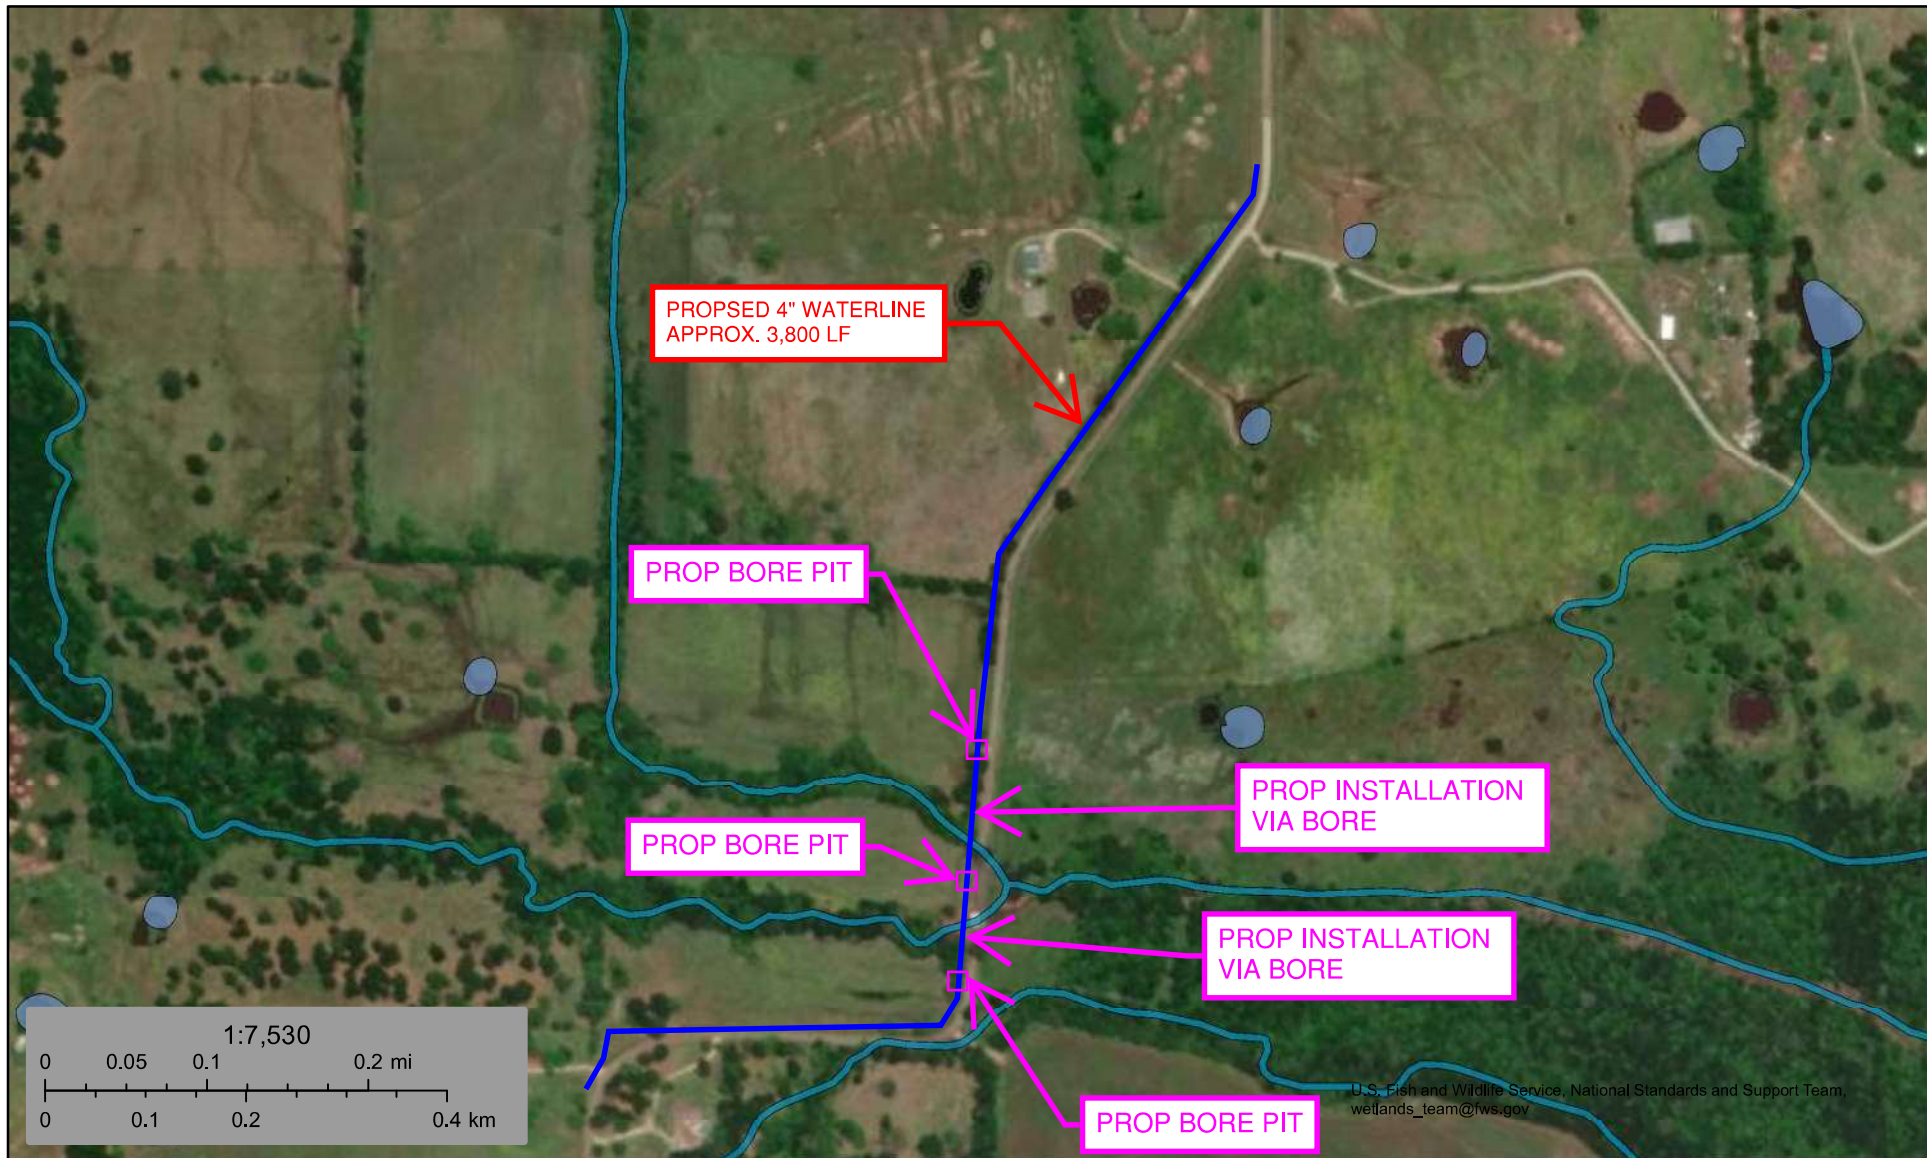 PROPSED 4" WATERLINE
APPROX. 3,800 LF
PROP BORE PIT
PROP INSTALLATION
VIA BORE
PROP BORE PIT
PROP INSTALLATION
VIA BORE
PROP BORE PIT
1:7,530
0 0.05 0.1 0.2 mi
0 0.1 0.2 0.4 km
U.S. Fish and Wildlife Service, National Standards and Support Team,
wetlands_team@fws.gov